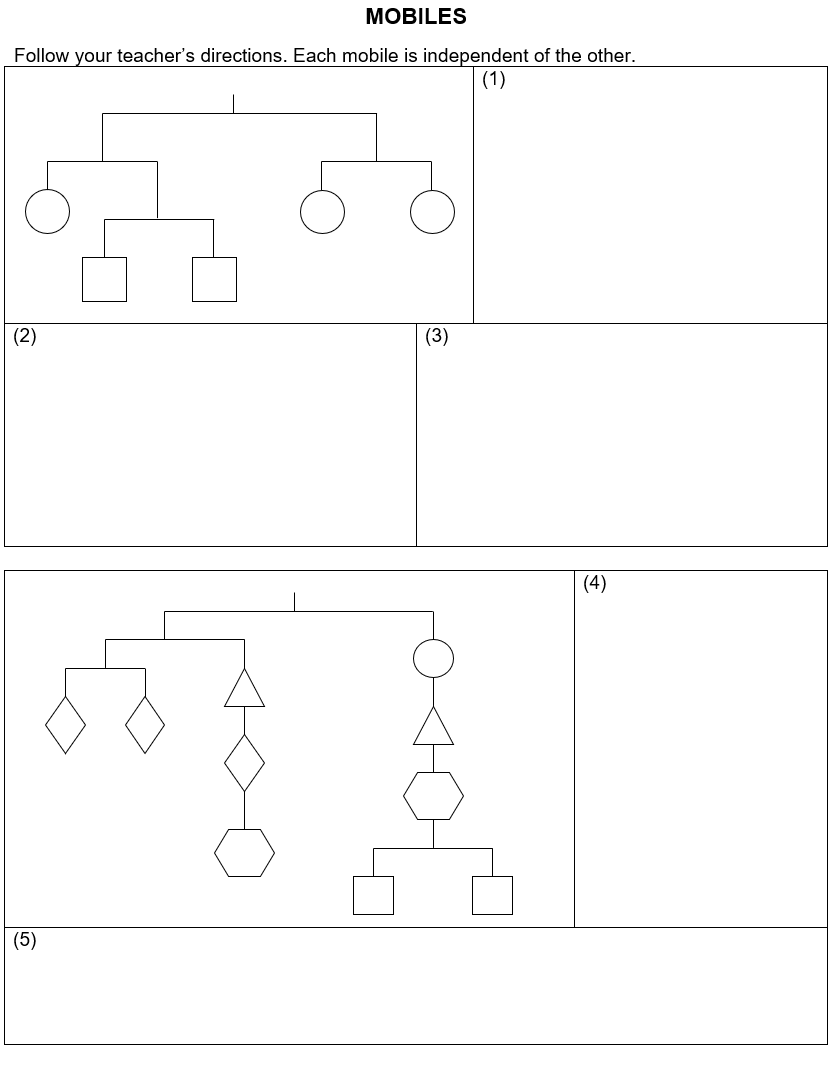 MOBILES
Follow your teacher’s directions. Each mobile is independent of the other.
(1)
(2)
(3)
(4)
(5)